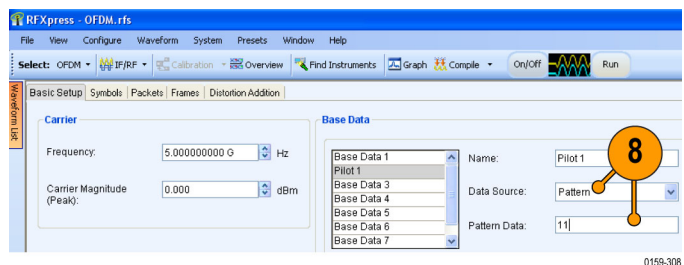 RFXpress - OFDM.rfs
File View Configure Waveform System Presets Window Help
Select: OFDM IF/RF Calibration Overview Find Instruments Graph Compile On/Off Run
Waveform List:
Basic Setup Symbols Packets Frames Distortion Addition
Carrier
Frequency: 5.000000000 G Hz
Carrier Magnitude (Peak): 0.000 dBm
Base Data
Base Data 1
Pilot 1
Base Data 3
Base Data 4
Base Data 5
Base Data 6
Base Data 7
Name: Pilot 1
Data Source: Pattern
Pattern Data: 11
8
0159-308